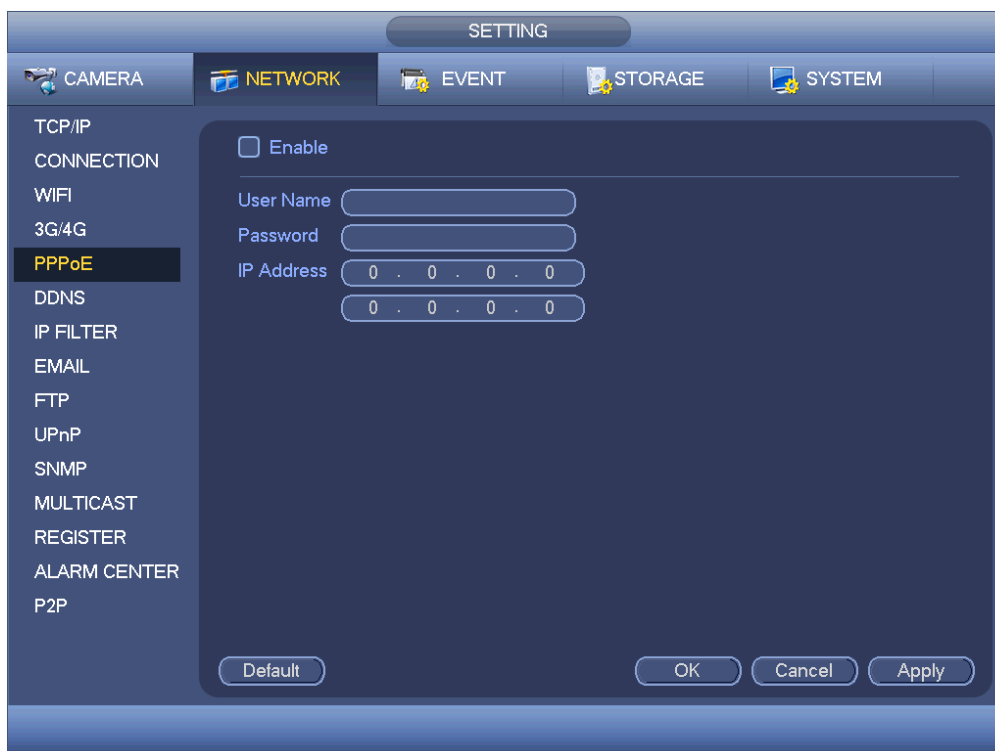 SETTING
CAMERA NETWORK EVENT STORAGE SYSTEM
TCP/IP
CONNECTION
WIFI
3G/4G
PPPoE
DDNS
IP FILTER
EMAIL
FTP
UPnP
SNMP
MULTICAST
REGISTER
ALARM CENTER
P2P
Enable
User Name
Password
IP Address 0 . 0 . 0 . 0
0 . 0 . 0 . 0
Default OK Cancel Apply